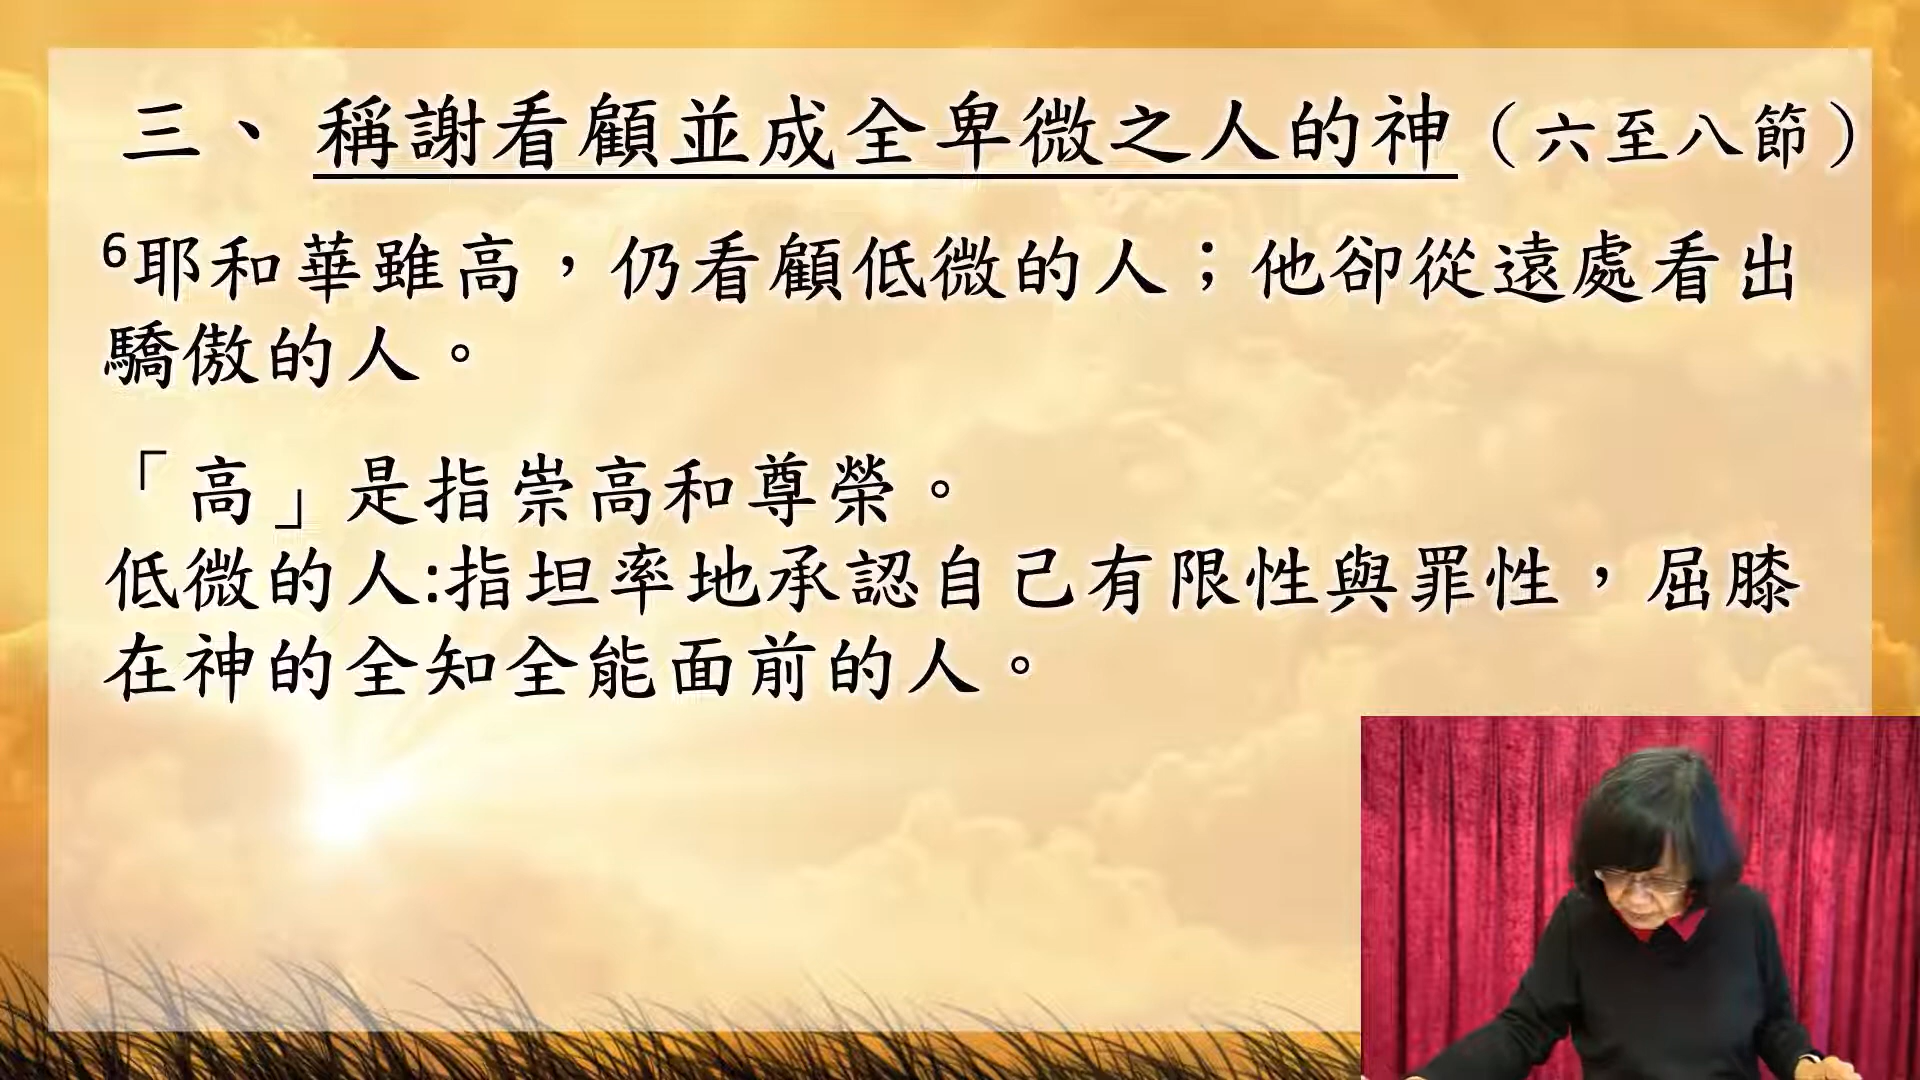 三、 稱謝看顧並成全卑微之人的神（六至八節）
6耶和華雖高，仍看顧低微的人；他卻從遠處看出
驕傲的人。
「高」是指崇高和尊榮。
低微的人:指坦率地承認自己有限性與罪性，屈膝
在神的全知全能面前的人。